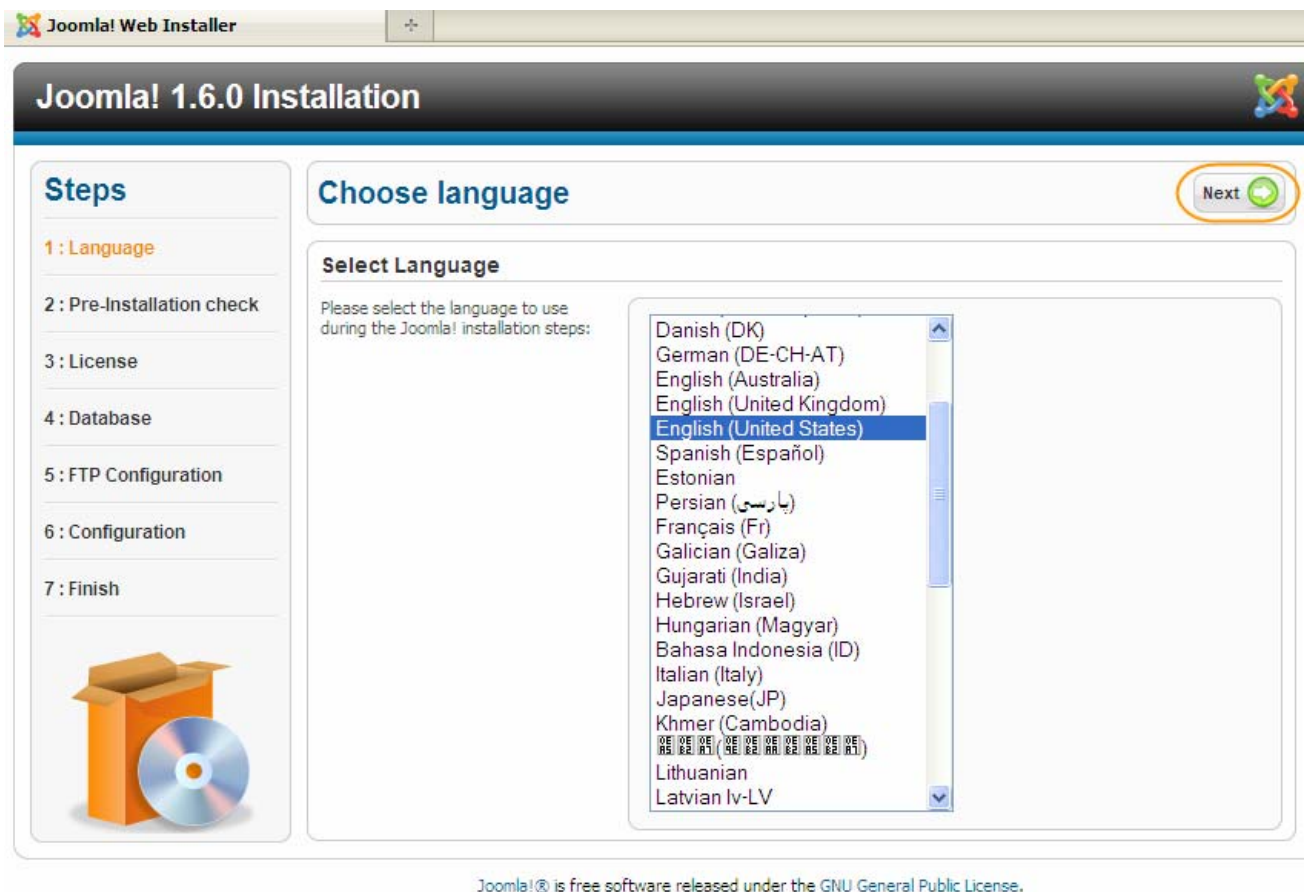 Joomla! Web Installer
Joomla! 1.6.0 Installation
Steps
1 : Language
2 : Pre-Installation check
3 : License
4 : Database
5 : FTP Configuration
6 : Configuration
7 : Finish
Choose language
Next
Select Language
Please select the language to use
during the Joomla! installation steps:
Danish (DK)
German (DE-CH-AT)
English (Australia)
English (United Kingdom)
English (United States)
Spanish (Español)
Estonian
Persian (پارسی)
Français (Fr)
Galician (Galiza)
Gujarati (India)
Hebrew (Israel)
Hungarian (Magyar)
Bahasa Indonesia (ID)
Italian (Italy)
Japanese(JP)
Khmer (Cambodia)
Lithuanian
Latvian lv-LV
Joomla!® is free software released under the GNU General Public License.